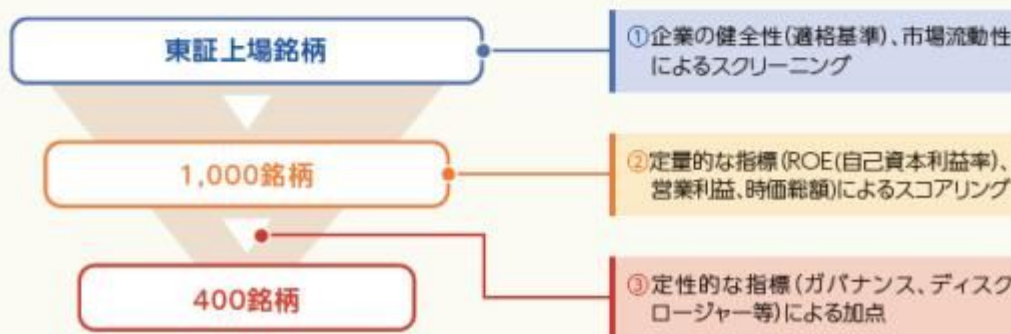 東証上場銘柄
①企業の健全性(適格基準)、市場流動性
によるスクリーニング
1,000銘柄
②定量的な指標(ROE(自己資本利益率)、
営業利益、時価総額)によるスコアリング
400銘柄
③定性的な指標(ガバナンス、ディスク
ロージャー等)による加点